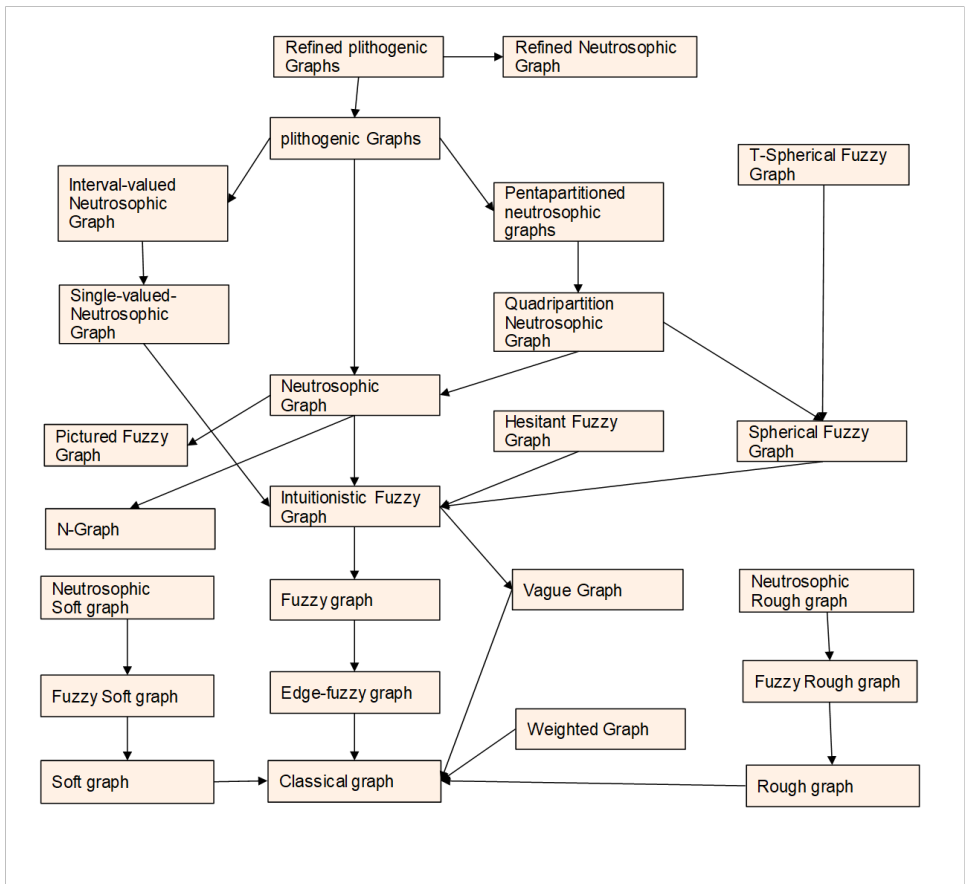 Refined plithogenic
Graphs
Refined Neutrosophic
Graph
plithogenic Graphs
T-Spherical Fuzzy
Graph
Interval-valued
Neutrosophic
Graph
Pentapartitioned
neutrosophic
graphs
Single-valued-
Neutrosophic
Graph
Quadripartition
Neutrosophic
Graph
Neutrosophic
Graph
Hesitant Fuzzy
Graph
Pictured Fuzzy
Graph
Spherical Fuzzy
Graph
Intuitionistic Fuzzy
Graph
N-Graph
Neutrosophic
Soft graph
Fuzzy graph
Vague Graph
Neutrosophic
Rough graph
Fuzzy Soft graph
Edge-fuzzy graph
Fuzzy Rough graph
Weighted Graph
Soft graph
Classical graph
Rough graph